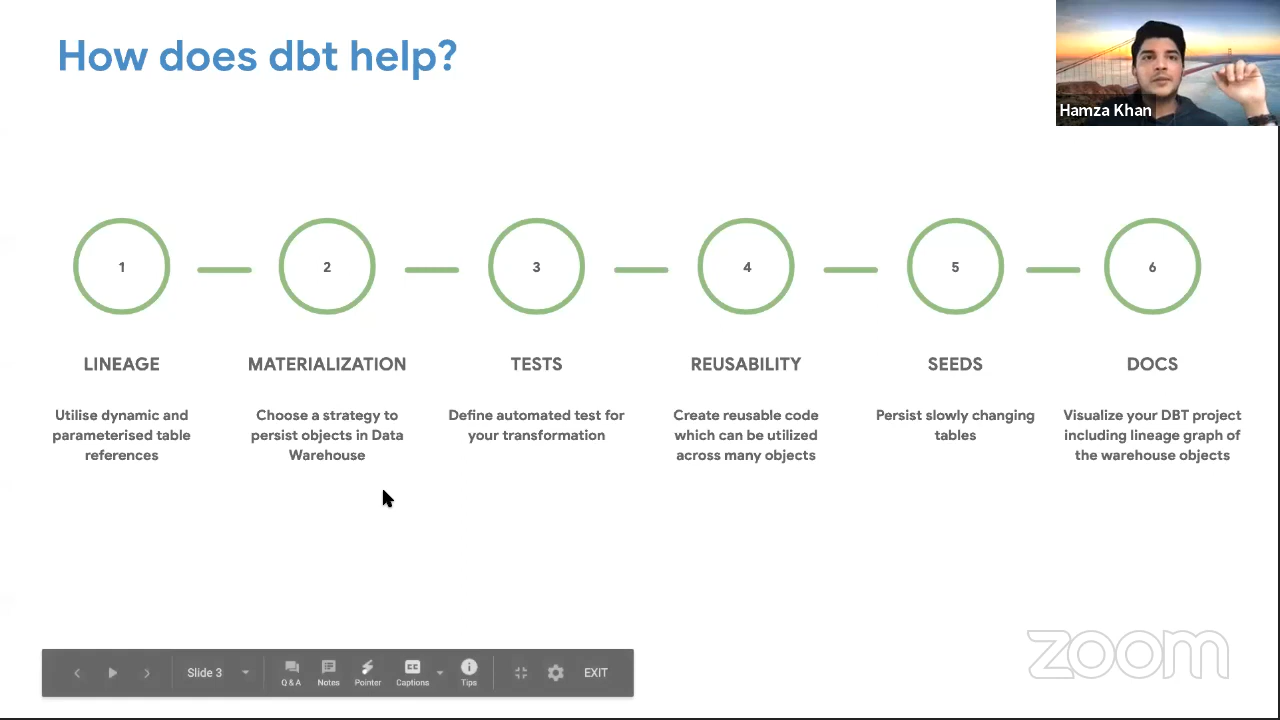 How does dbt help?
Hamza Khan
1
2
3
4
5
6
LINEAGE
MATERIALIZATION
TESTS
REUSABILITY
SEEDS
DOCS
Utilise dynamic and
parameterised table
references
Choose a strategy to
persist objects in Data
Warehouse
Define automated test for
your transformation
Create reusable code
which can be utilized
across many objects
Persist slowly changing
tables
Visualize your DBT project
including lineage graph of
the warehouse objects
Slide 3
Q & A
Notes
Pointer
CC
Captions
Tips
EXIT
zoom